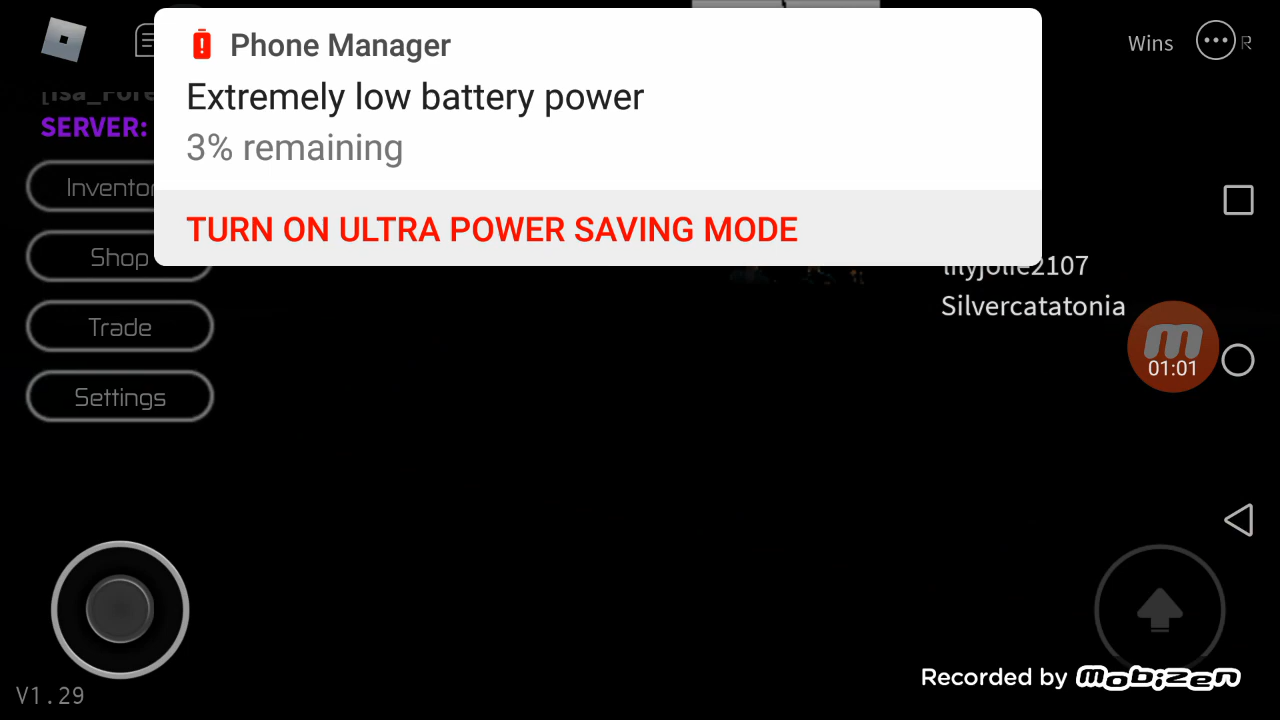 Phone Manager
Extremely low battery power
3% remaining
TURN ON ULTRA POWER SAVING MODE
Wins
R
SERVER:
Shop
Trade
Settings
lilyjolie2107
Silvercatatonia
01:01
Recorded by mobizen
V1.29